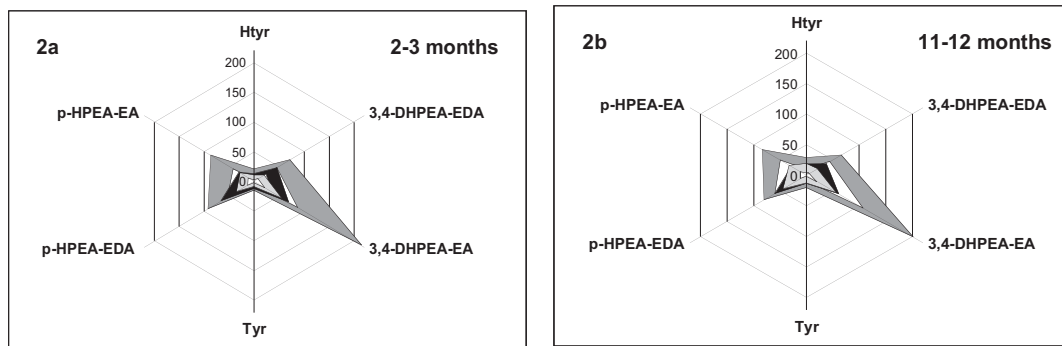 Htyr
2a
2-3 months
200
150
p-HPEA-EA
3,4-DHPEA-EDA
100
50
0
p-HPEA-EDA
3,4-DHPEA-EA
Tyr
Htyr
2b
11-12 months
200
150
p-HPEA-EA
3,4-DHPEA-EDA
100
50
0
p-HPEA-EDA
3,4-DHPEA-EA
Tyr